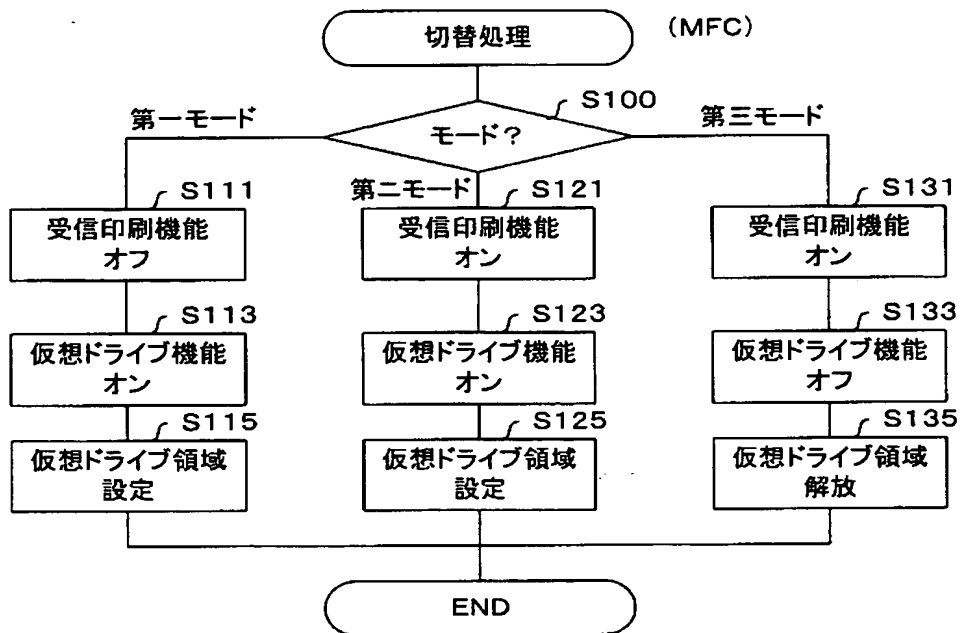 切替処理
(MFC)
S100
モード?
第一モード
第二モード
第三モード
S111
受信印刷機能
オフ
S113
仮想ドライブ機能
オン
S115
仮想ドライブ領域
設定
S121
受信印刷機能
オン
S123
仮想ドライブ機能
オン
S125
仮想ドライブ領域
設定
S131
受信印刷機能
オン
S133
仮想ドライブ機能
オフ
S135
仮想ドライブ領域
解放
END